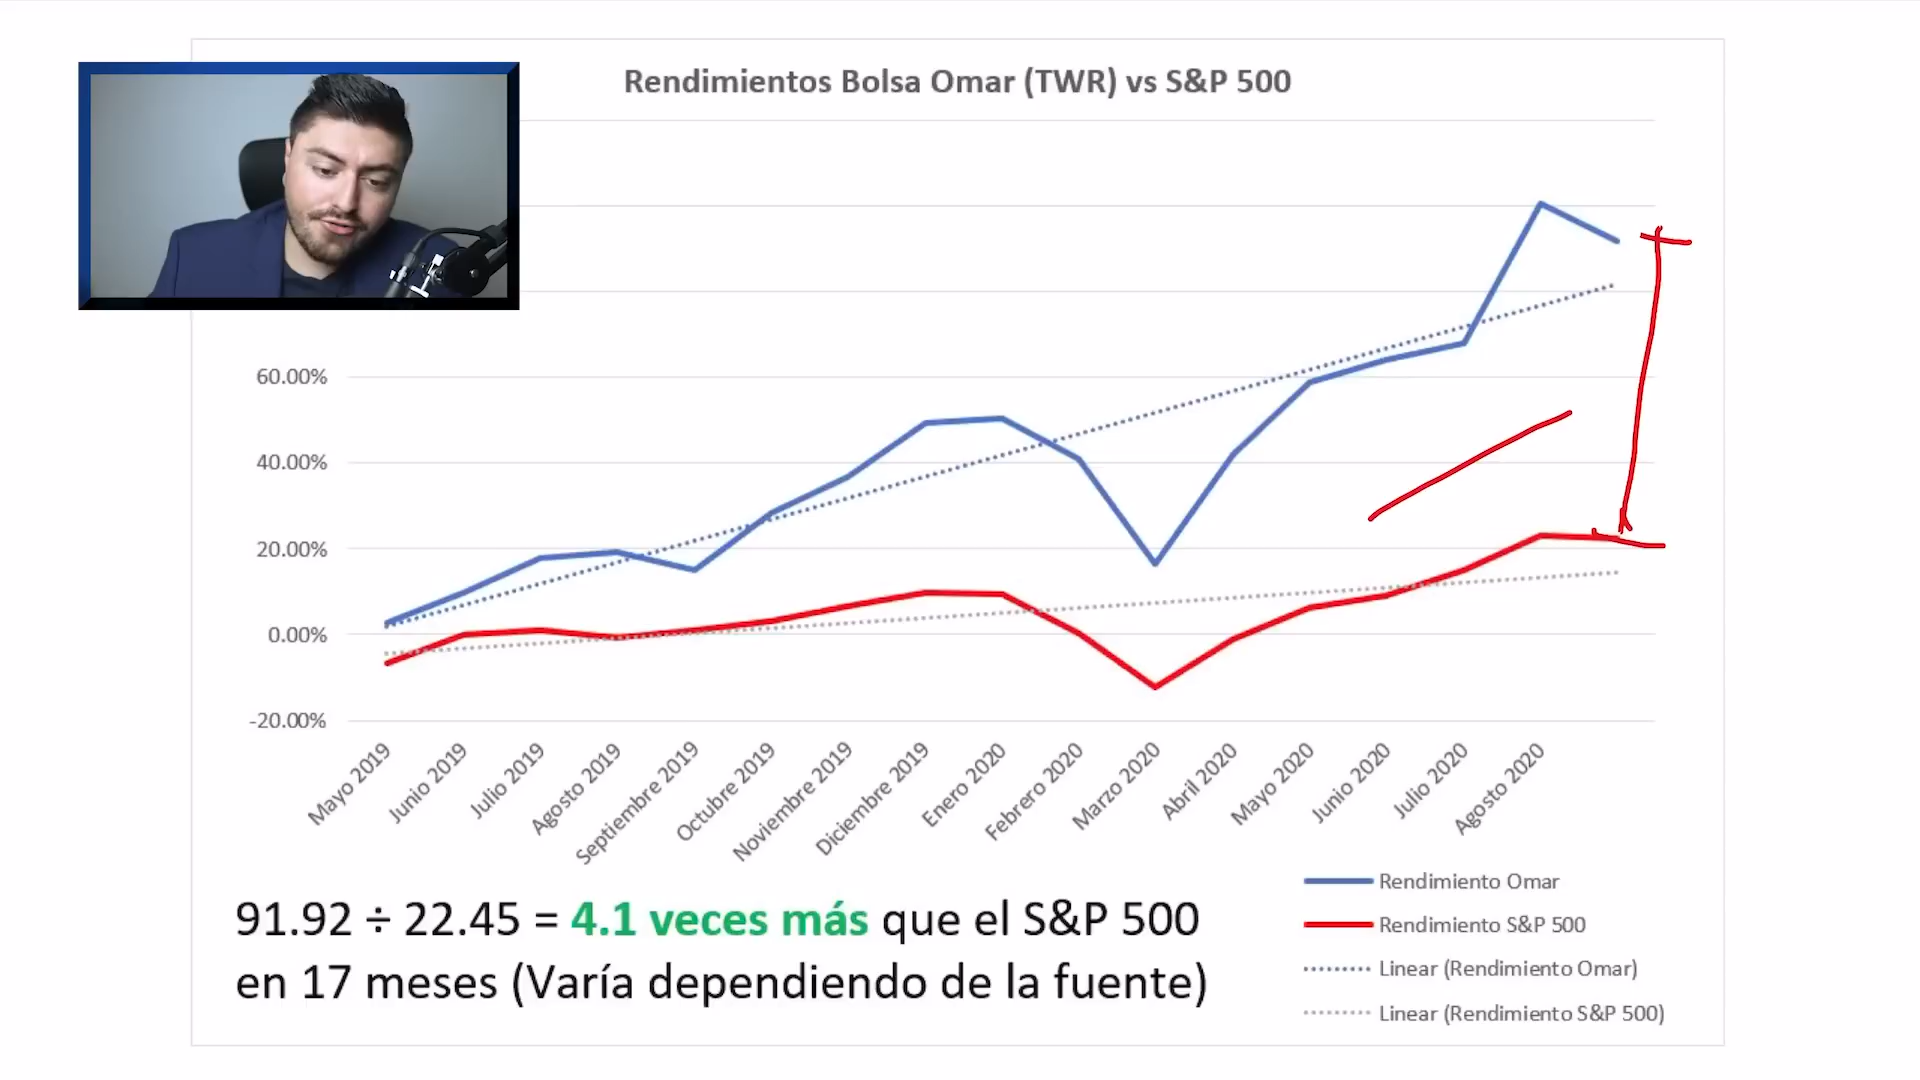 Rendimientos Bolsa Omar (TWR) vs S&P 500
60.00%
40.00%
20.00%
0.00%
-20.00%
Mayo 2019
Junio 2019
Julio 2019
Agosto 2019
Septiembre 2019
Octubre 2019
Noviembre 2019
Diciembre 2019
Enero 2020
Febrero 2020
Marzo 2020
Abril 2020
Mayo 2020
Junio 2020
Julio 2020
Agosto 2020
91.92 ÷ 22.45 = 4.1 veces más que el S&P 500
en 17 meses (Varía dependiendo de la fuente)
Rendimiento Omar
Rendimiento S&P 500
Linear (Rendimiento Omar)
Linear (Rendimiento S&P 500)